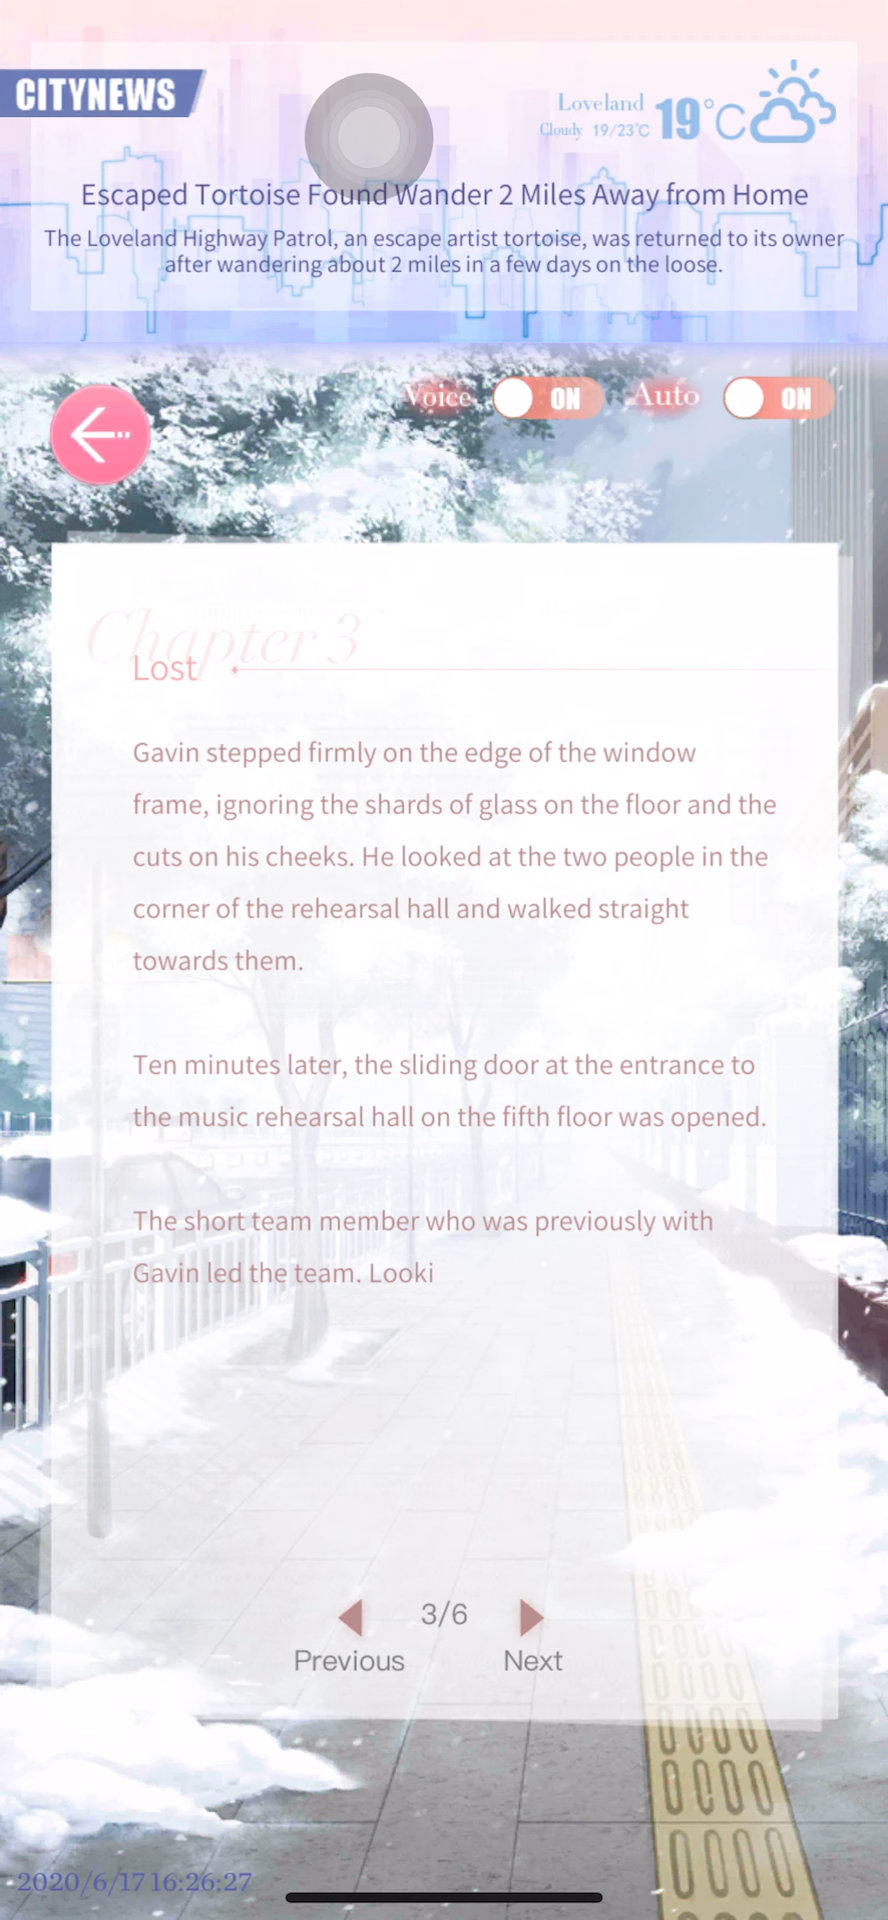 CITYNEWS
Loveland
Cloudy 19/23℃
19°C
Escaped Tortoise Found Wander 2 Miles Away from Home
The Loveland Highway Patrol, an escape artist tortoise, was returned to its owner
after wandering about 2 miles in a few days on the loose.
Voice ON Auto ON
Chapter 3
Lost
Gavin stepped firmly on the edge of the window
frame, ignoring the shards of glass on the floor and the
cuts on his cheeks. He looked at the two people in the
corner of the rehearsal hall and walked straight
towards them.
Ten minutes later, the sliding door at the entrance to
the music rehearsal hall on the fifth floor was opened.
The short team member who was previously with
Gavin led the team. Looki
3/6
Previous Next
2020/6/17 16:26:27